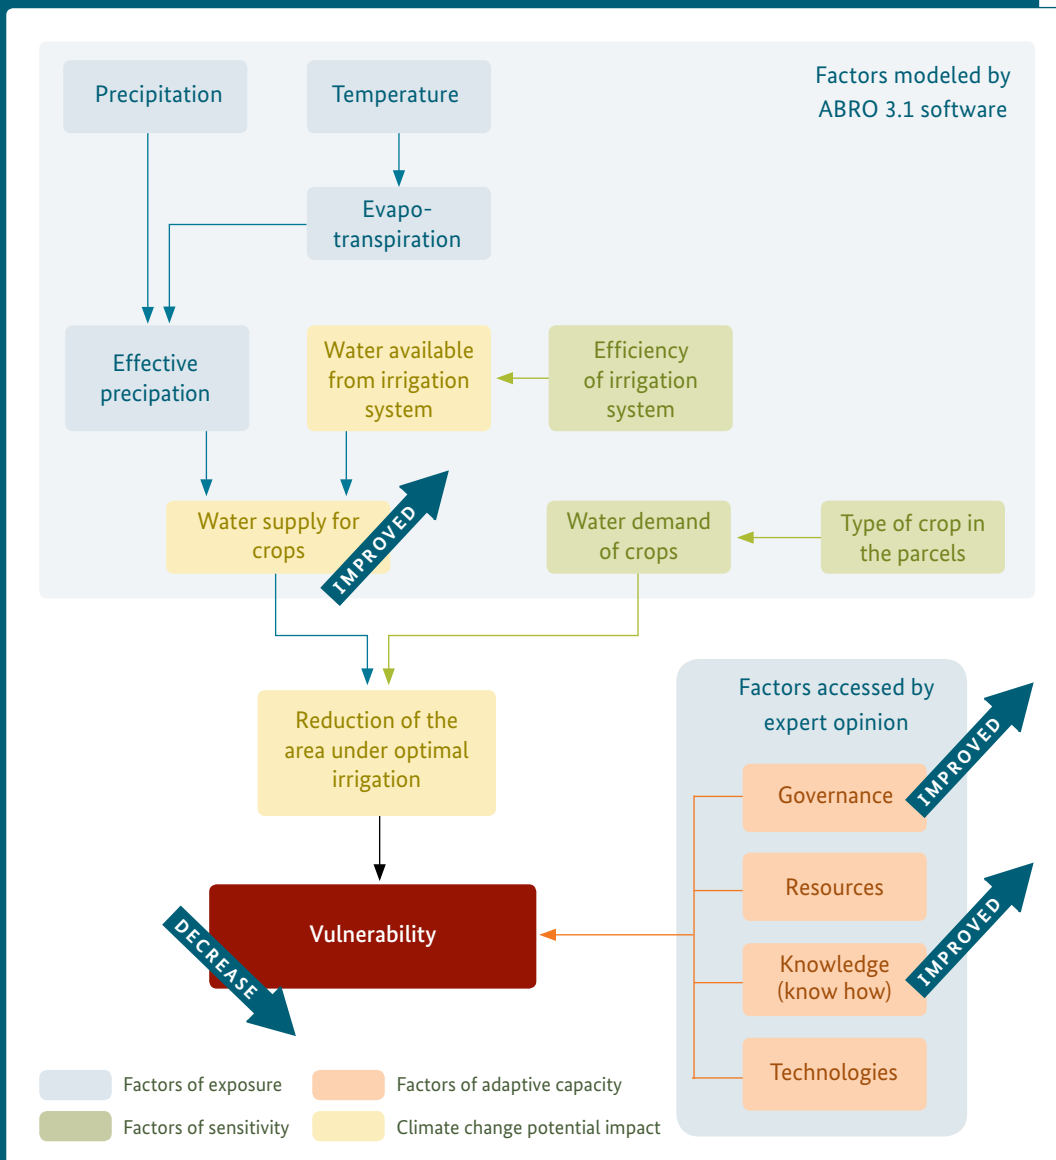 Factors modeled by
ABRO 3.1 software
Precipitation
Temperature
Evapo-
transpiration
Effective
precipation
Water available
from irrigation
system
Efficiency
of irrigation
system
Water supply for
crops
IMPROVED
Water demand
of crops
Type of crop in
the parcels
Reduction of the
area under optimal
irrigation
Factors accessed by
expert opinion
Governance
IMPROVED
Resources
Knowledge
(know how)
IMPROVED
Technologies
Vulnerability
DECREASE
Factors of exposure
Factors of adaptive capacity
Factors of sensitivity
Climate change potential impact